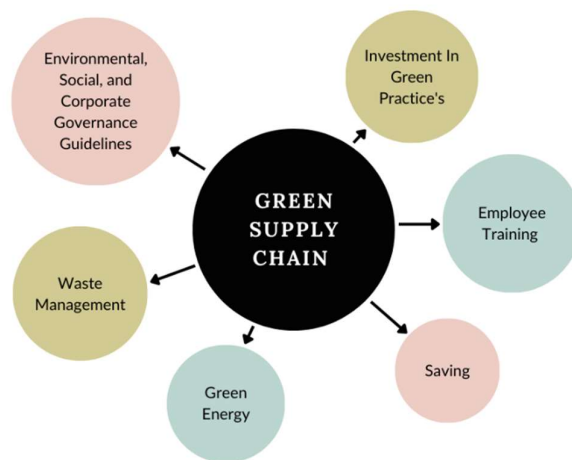 Environmental,
Social, and
Corporate
Governance
Guidelines
Investment In
Green
Practice's
GREEN
SUPPLY
CHAIN
Employee
Training
Waste
Management
Green
Energy
Saving